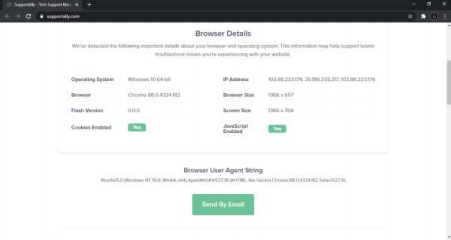 Supportally - Tech Support Man...
supportally.com
Browser Details
We've detected the following important details about your browser and operating system. This information may help support teams
troubleshoot issues you're experiencing with your website.
Operating System Windows 10 64-bit IP Address 103.88.223.174, 35.196.233.217, 103.88.223.174
Browser Chrome 88.0.4324.182 Browser Size 1366 x 657
Flash Version 0.0.0 Screen Size 1366 x 768
Cookies Enabled Yes JavaScript Enabled Yes
Browser User Agent String
Mozilla/5.0 (Windows NT 10.0; Win64; x64) AppleWebKit/537.36 (KHTML, like Gecko) Chrome/88.0.4324.182 Safari/537.36
Send By Email